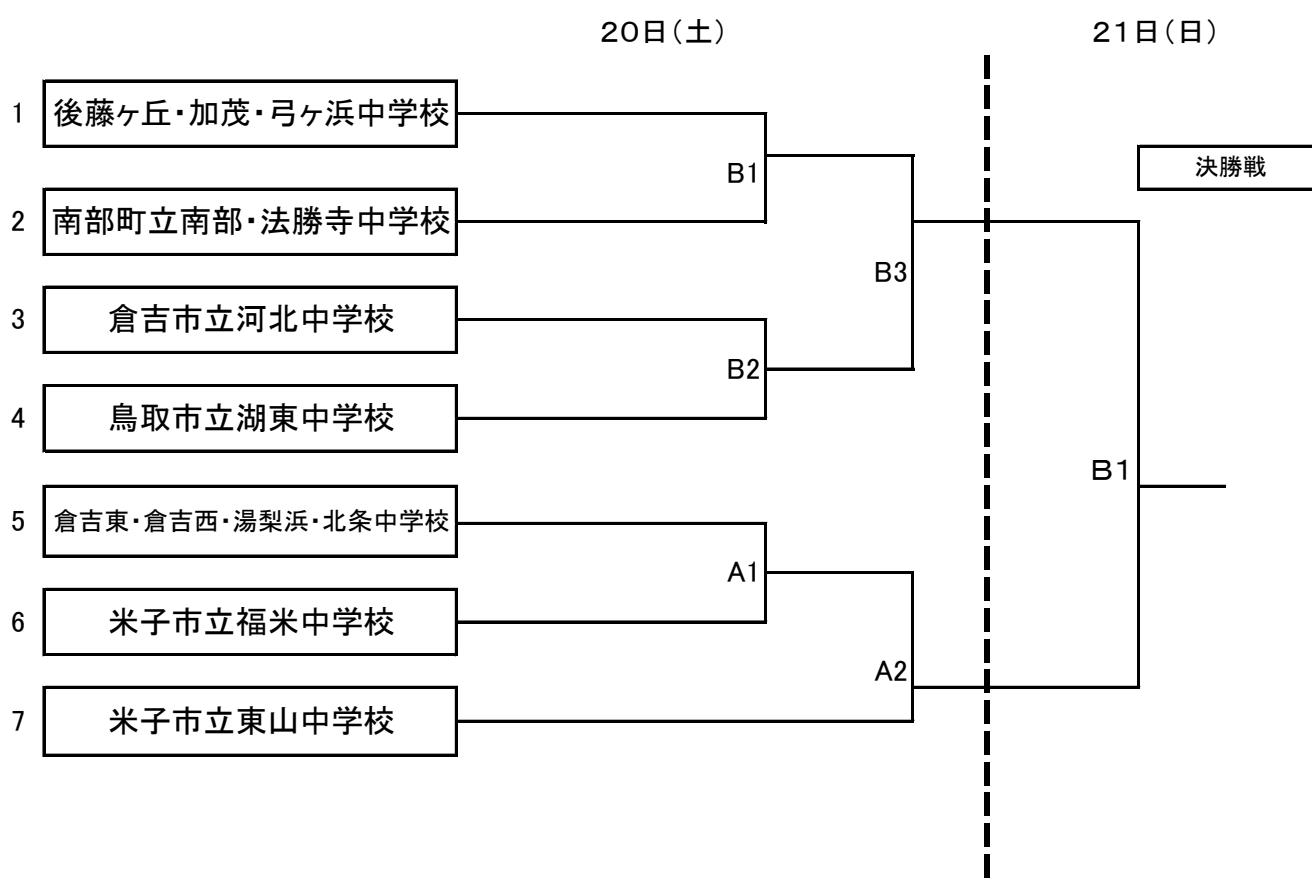 20日(土)
21日(日)
1
後藤ヶ丘・加茂・弓ヶ浜中学校
決勝戦
B1
2
南部町立南部・法勝寺中学校
B3
3
倉吉市立河北中学校
B2
4
鳥取市立湖東中学校
B1
5
倉吉東・倉吉西・湯梨浜・北条中学校
A1
6
米子市立福米中学校
A2
7
米子市立東山中学校